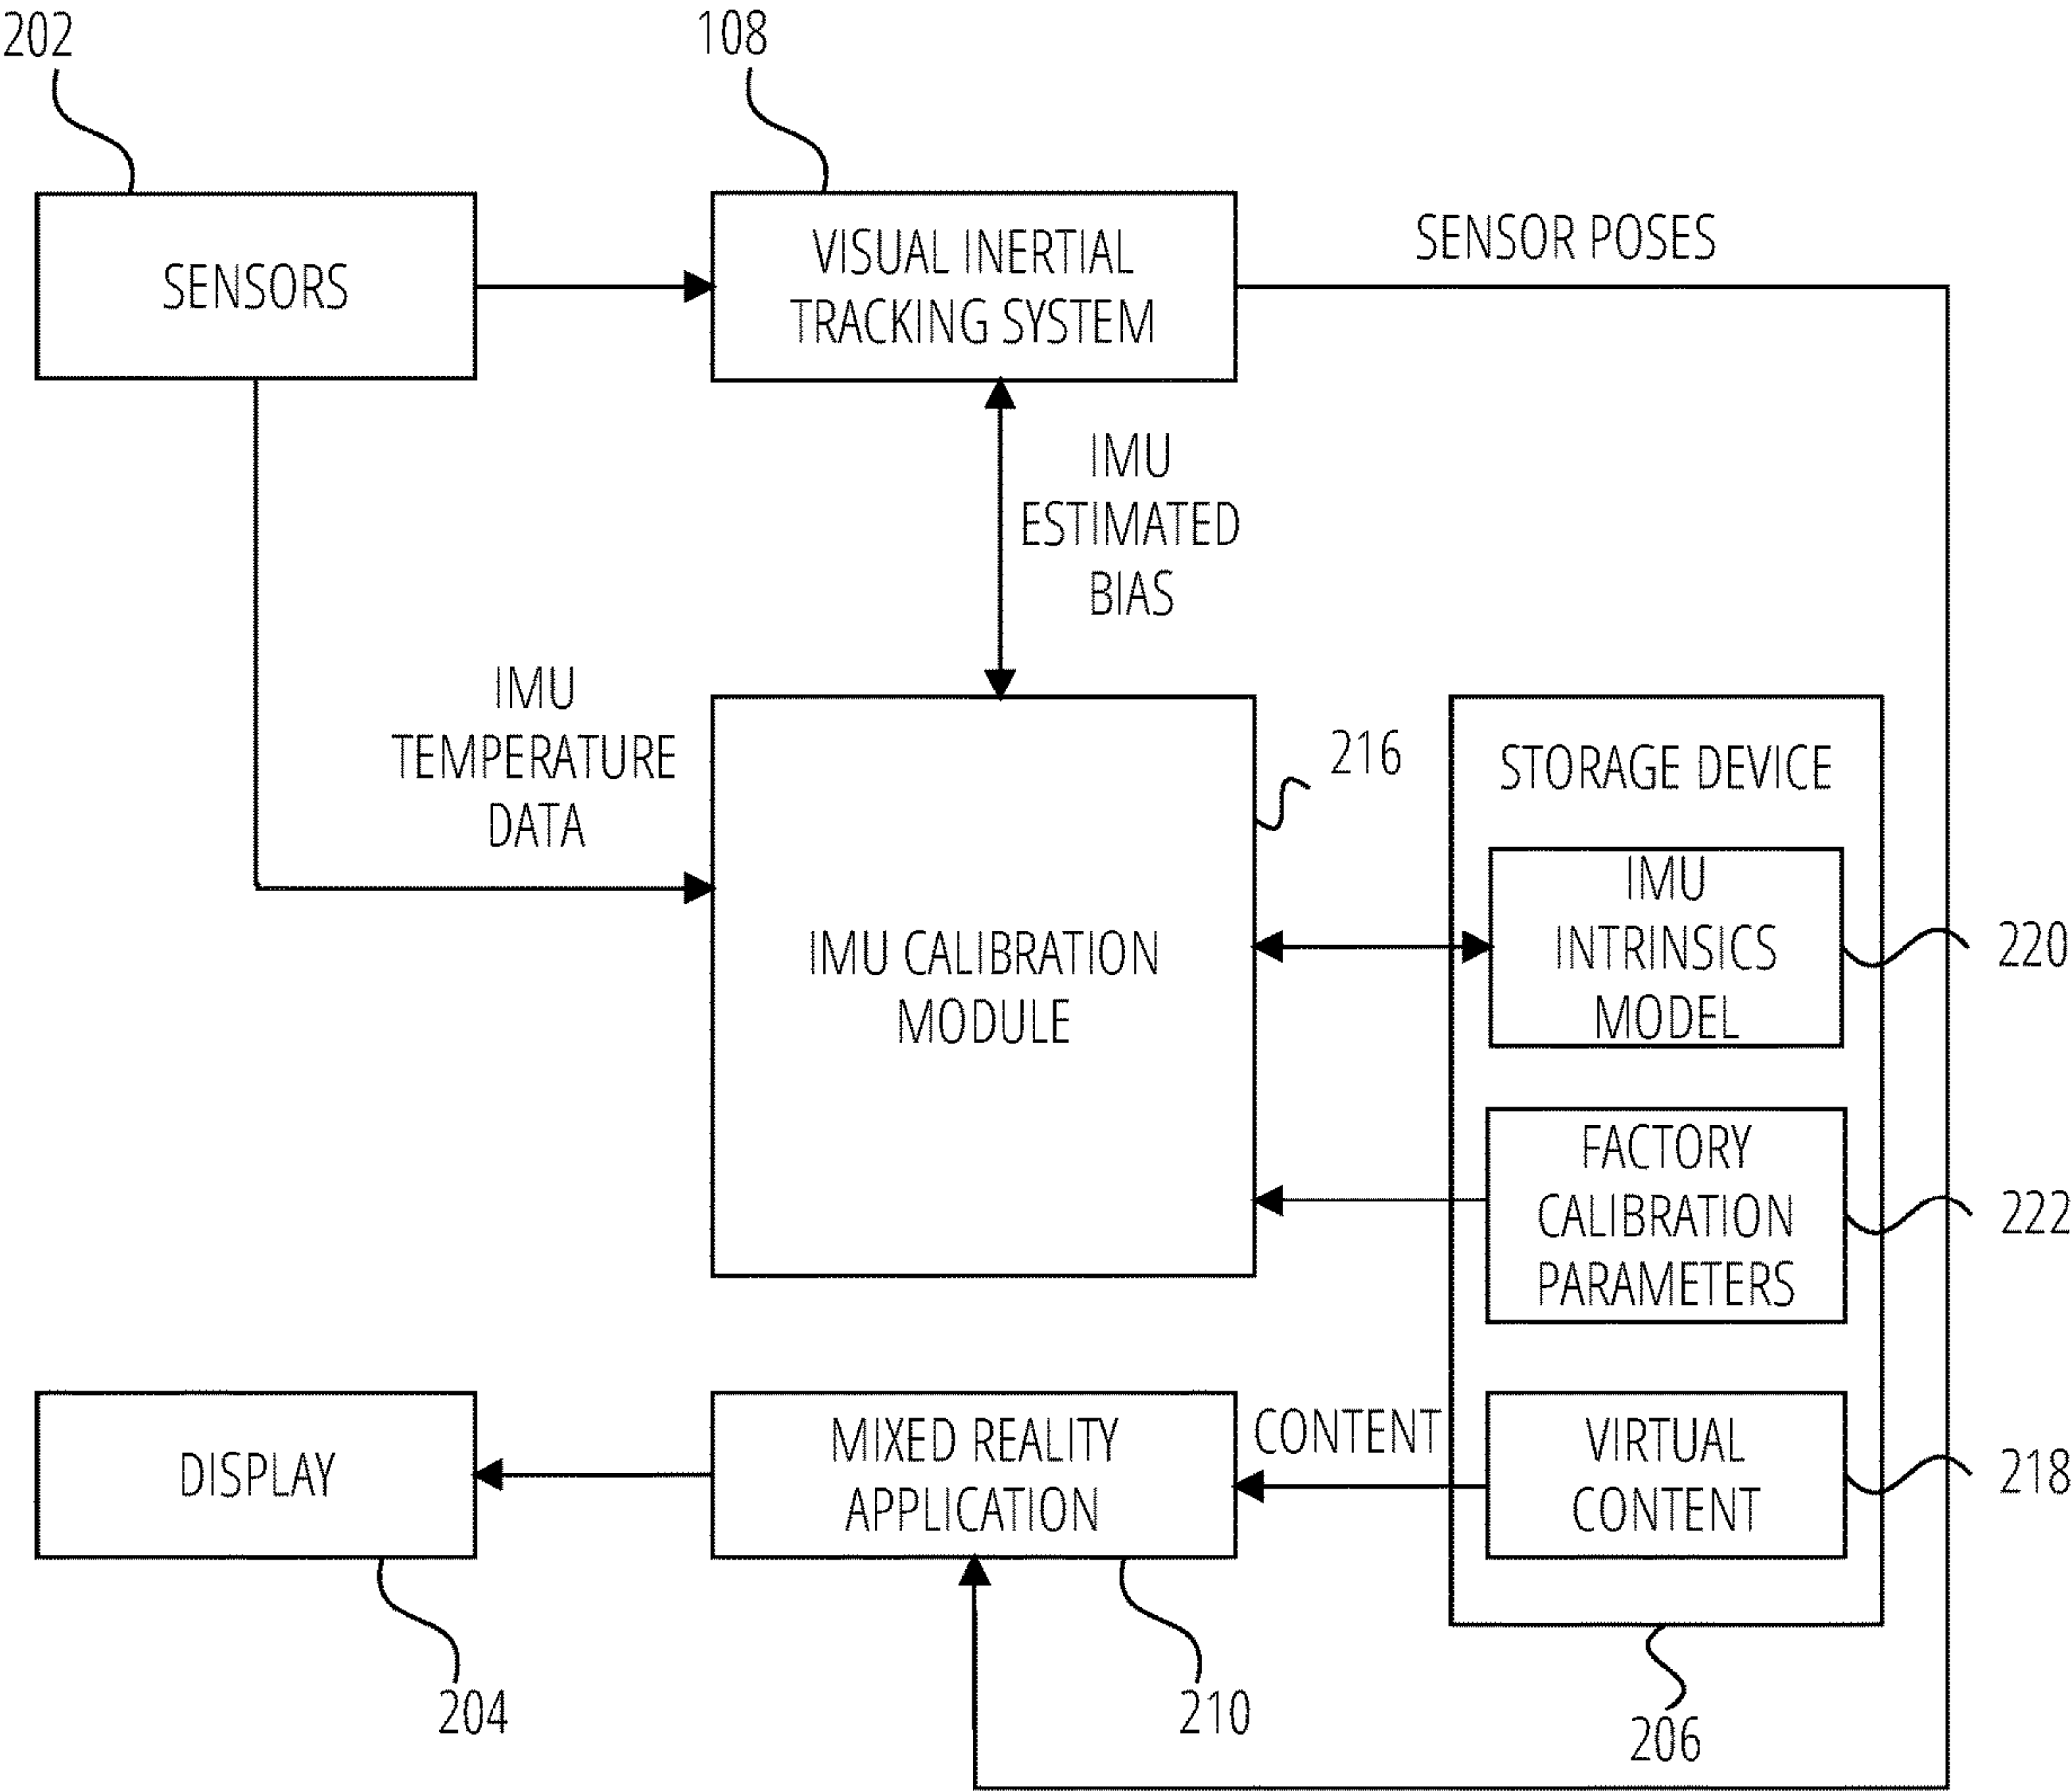 202
108
SENSORS
VISUAL INERTIAL
TRACKING SYSTEM
SENSOR POSES
IMU
ESTIMATED
BIAS
IMU
TEMPERATURE
DATA
216
STORAGE DEVICE
IMU CALIBRATION
MODULE
IMU
INTRINSICS
MODEL
220
FACTORY
CALIBRATION
PARAMETERS
222
DISPLAY
MIXED REALITY
APPLICATION
CONTENT
VIRTUAL
CONTENT
218
204
210
206